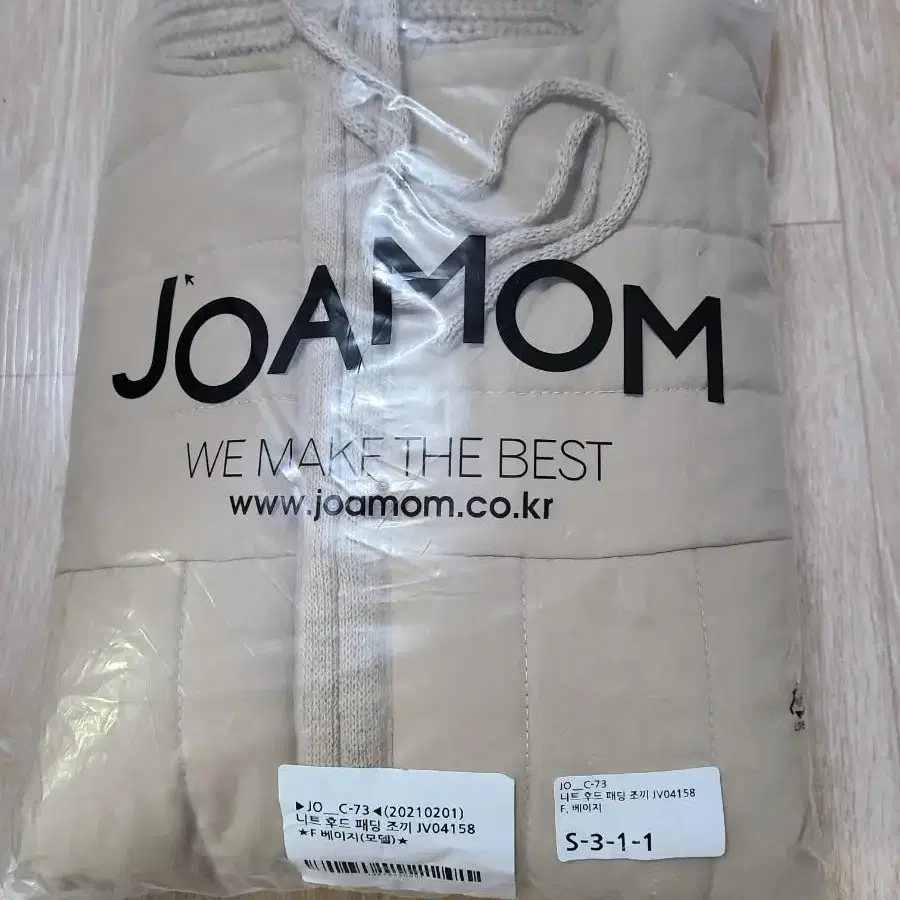 JOAMOM
WE MAKE THE BEST
www.joamom.co.kr
▶JO__C-73◀(20210201)
니트 후드 패딩 조끼 JV04158
★F 베이지(모델)★
JO__C-73
니트 후드 패딩 조끼 JV04158
F, 베이지
S-3-1-1